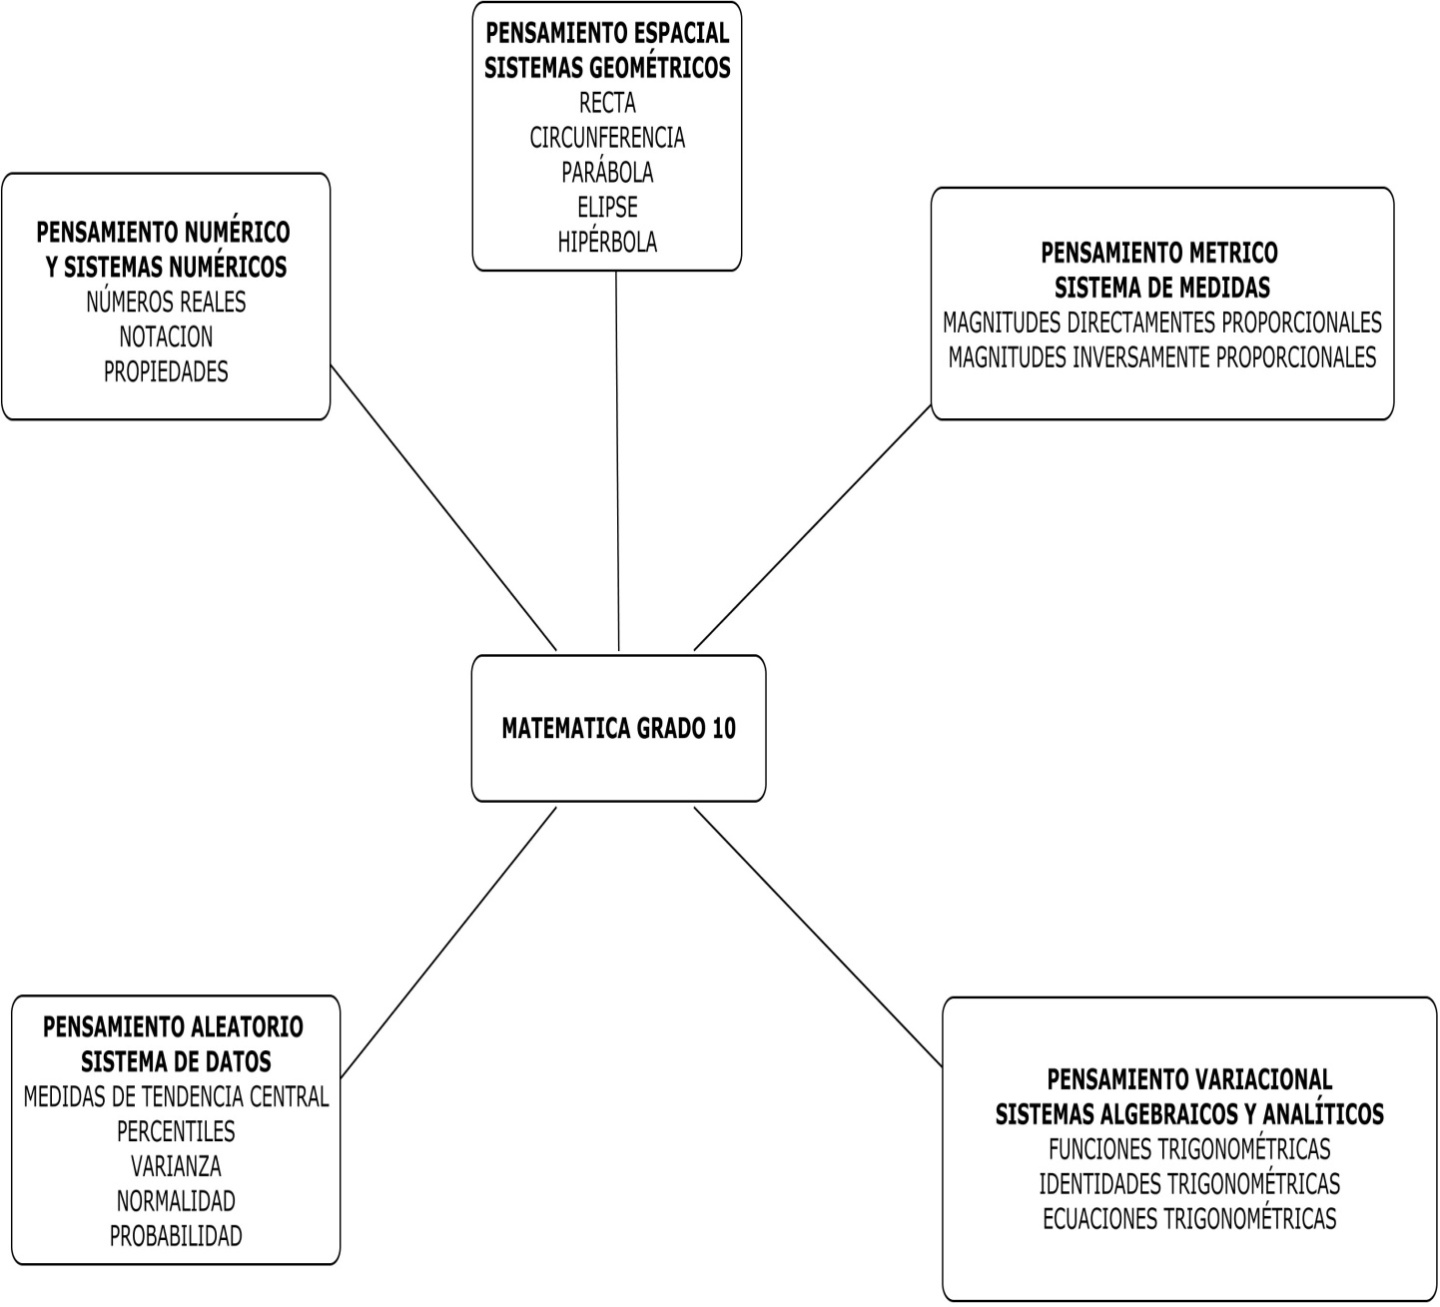 PENSAMIENTO ESPACIAL
SISTEMAS GEOMÉTRICOS
RECTA
CIRCUNFERENCIA
PARÁBOLA
ELIPSE
HIPÉRBOLA
PENSAMIENTO NUMÉRICO
Y SISTEMAS NUMÉRICOS
NÚMEROS REALES
NOTACION
PROPIEDADES
PENSAMIENTO METRICO
SISTEMA DE MEDIDAS
MAGNITUDES DIRECTAMENTES PROPORCIONALES
MAGNITUDES INVERSAMENTE PROPORCIONALES
MATEMATICA GRADO 10
PENSAMIENTO ALEATORIO
SISTEMA DE DATOS
MEDIDAS DE TENDENCIA CENTRAL
PERCENTILES
VARIANZA
NORMALIDAD
PROBABILIDAD
PENSAMIENTO VARIACIONAL
SISTEMAS ALGEBRAICOS Y ANALÍTICOS
FUNCIONES TRIGONOMÉTRICAS
IDENTIDADES TRIGONOMÉTRICAS
ECUACIONES TRIGONOMÉTRICAS